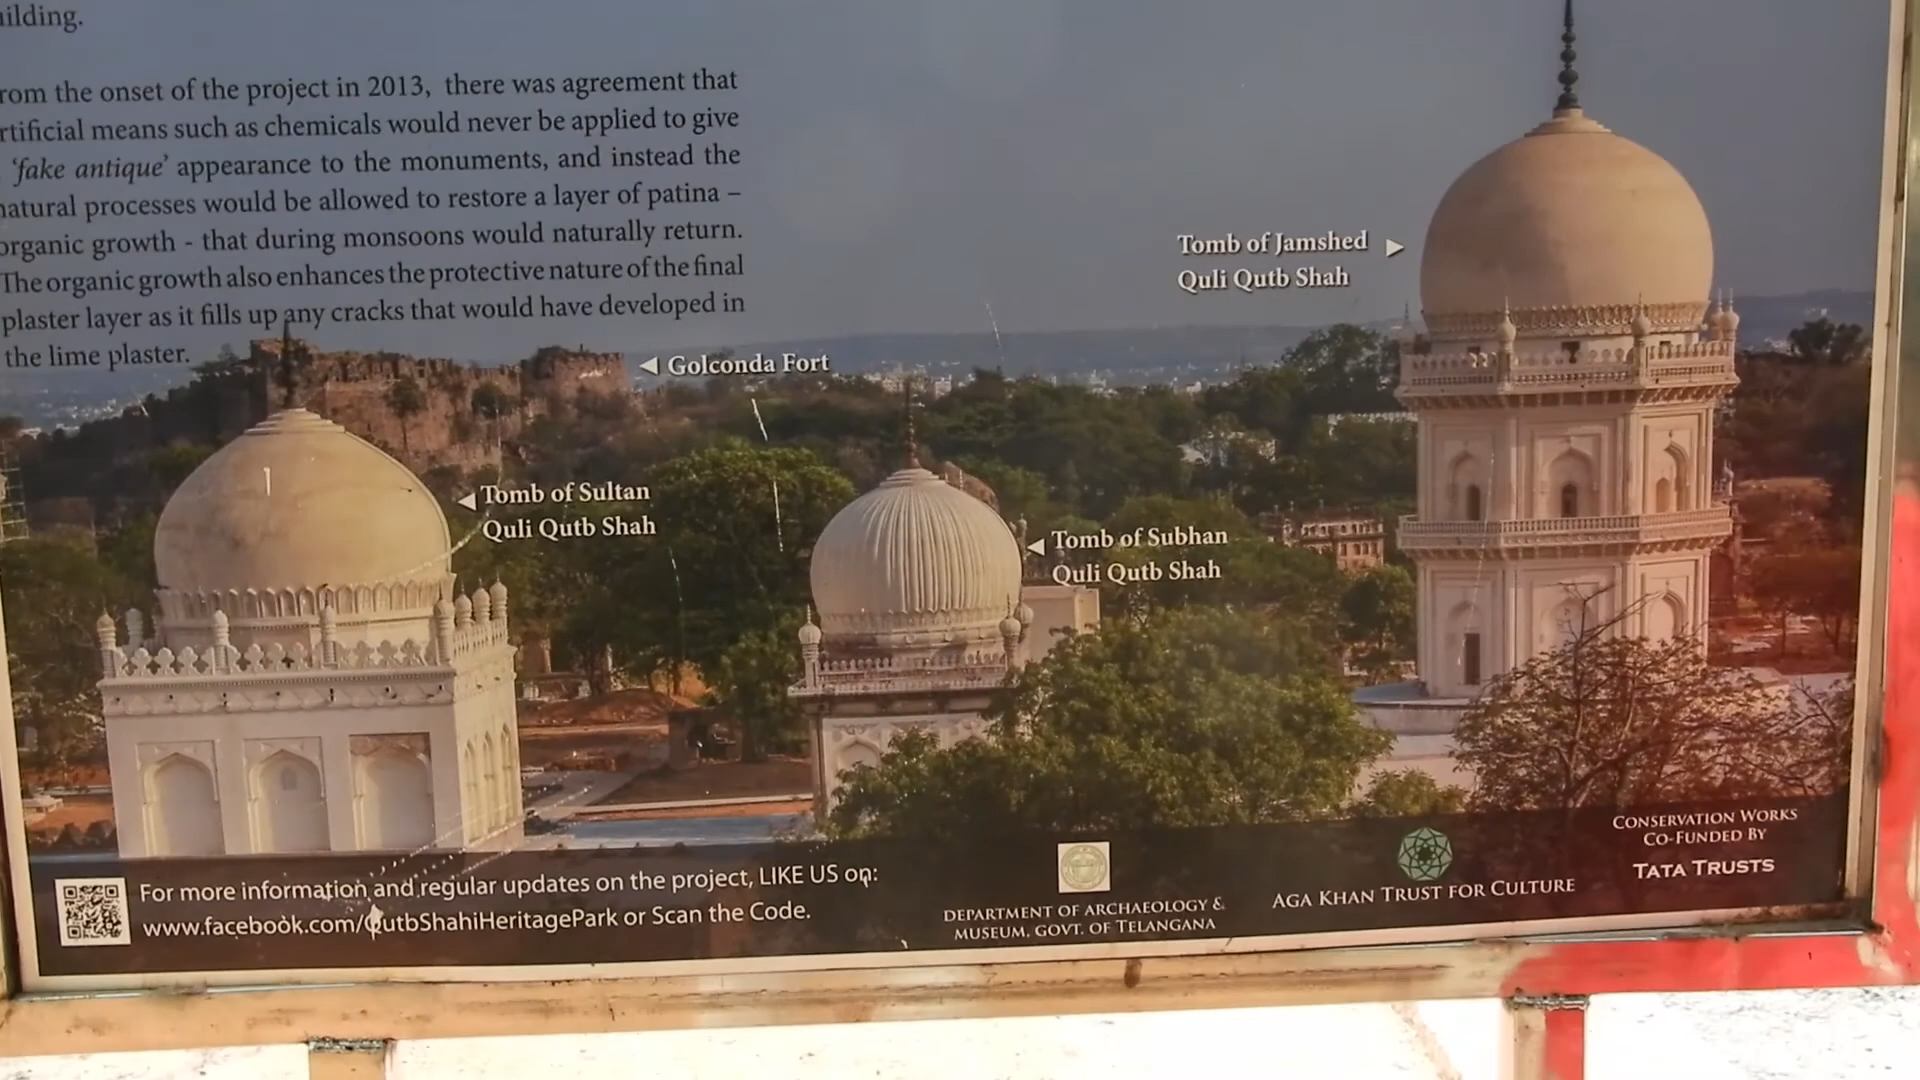 uilding.
rom the onset of the project in 2013, there was agreement that
rtificial means such as chemicals would never be applied to give
'fake antique' appearance to the monuments, and instead the
natural processes would be allowed to restore a layer of patina –
organic growth - that during monsoons would naturally return.
The organic growth also enhances the protective nature of the final
plaster layer as it fills up any cracks that would have developed in
the lime plaster.
Tomb of Jamshed
Quli Qutb Shah
Golconda Fort
Tomb of Sultan
Quli Qutb Shah
Tomb of Subhan
Quli Qutb Shah
For more information and regular updates on the project, LIKE US on:
www.facebook.com/QutbShahiHeritagePark or Scan the Code.
DEPARTMENT OF ARCHAEOLOGY &
MUSEUM, GOVT. OF TELANGANA
AGA KHAN TRUST FOR CULTURE
CONSERVATION WORKS
CO-FUNDED BY
TATA TRUSTS